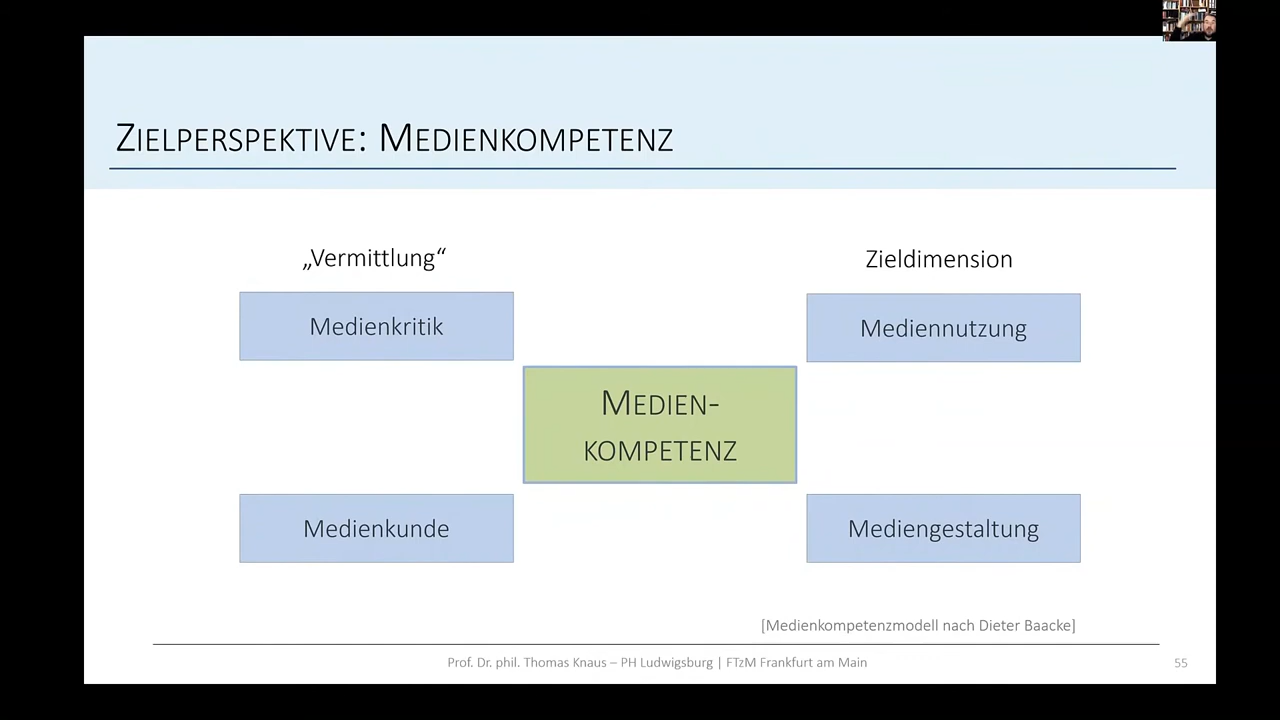 Zielperspektive: Medienkompetenz
„Vermittlung“
Zieldimension
Medienkritik
Mediennutzung
Medien-
kompetenz
Medienkunde
Mediengestaltung
[Medienkompetenzmodell nach Dieter Baacke]
Prof. Dr. phil. Thomas Knaus – PH Ludwigsburg | FTzM Frankfurt am Main
55